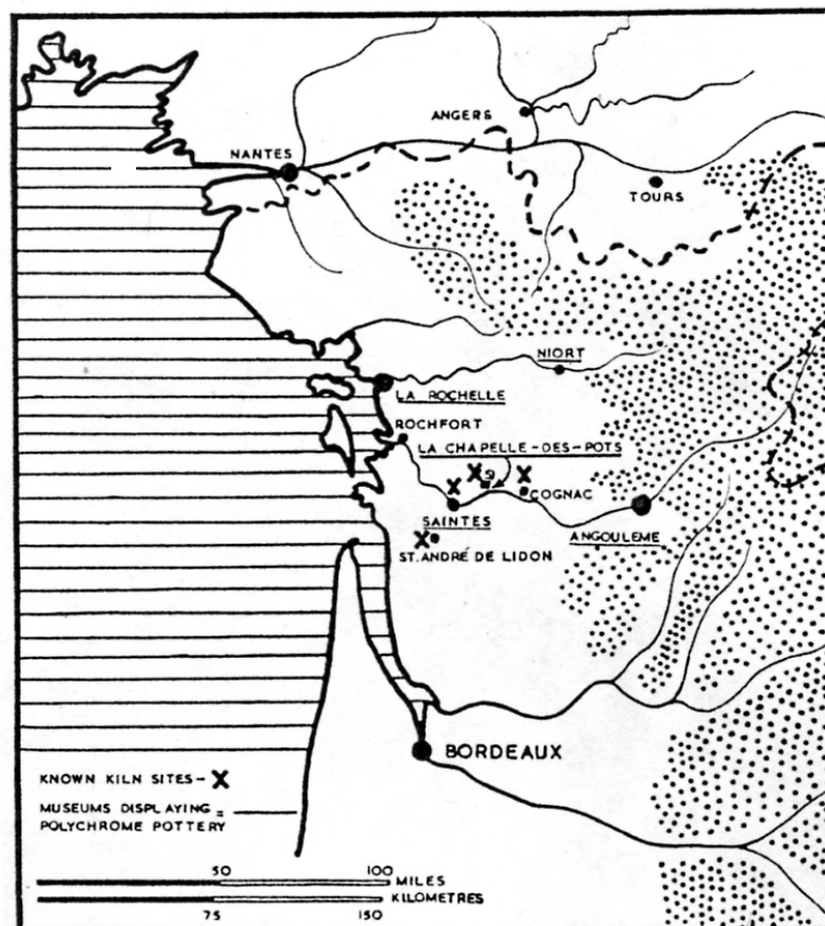 ANGERS
NANTES
TOURS
NIORT
LA ROCHELLE
ROCHFORT
LA CHAPELLE-DES-POTS
COGNAC
SAINTES
ANGOULEME
ST. ANDRÉ DE LIDON
BORDEAUX
KNOWN KILN SITES - X
MUSEUMS DISPLAYING =
POLYCHROME POTTERY
50 100
MILES
KILOMETRES
75 150